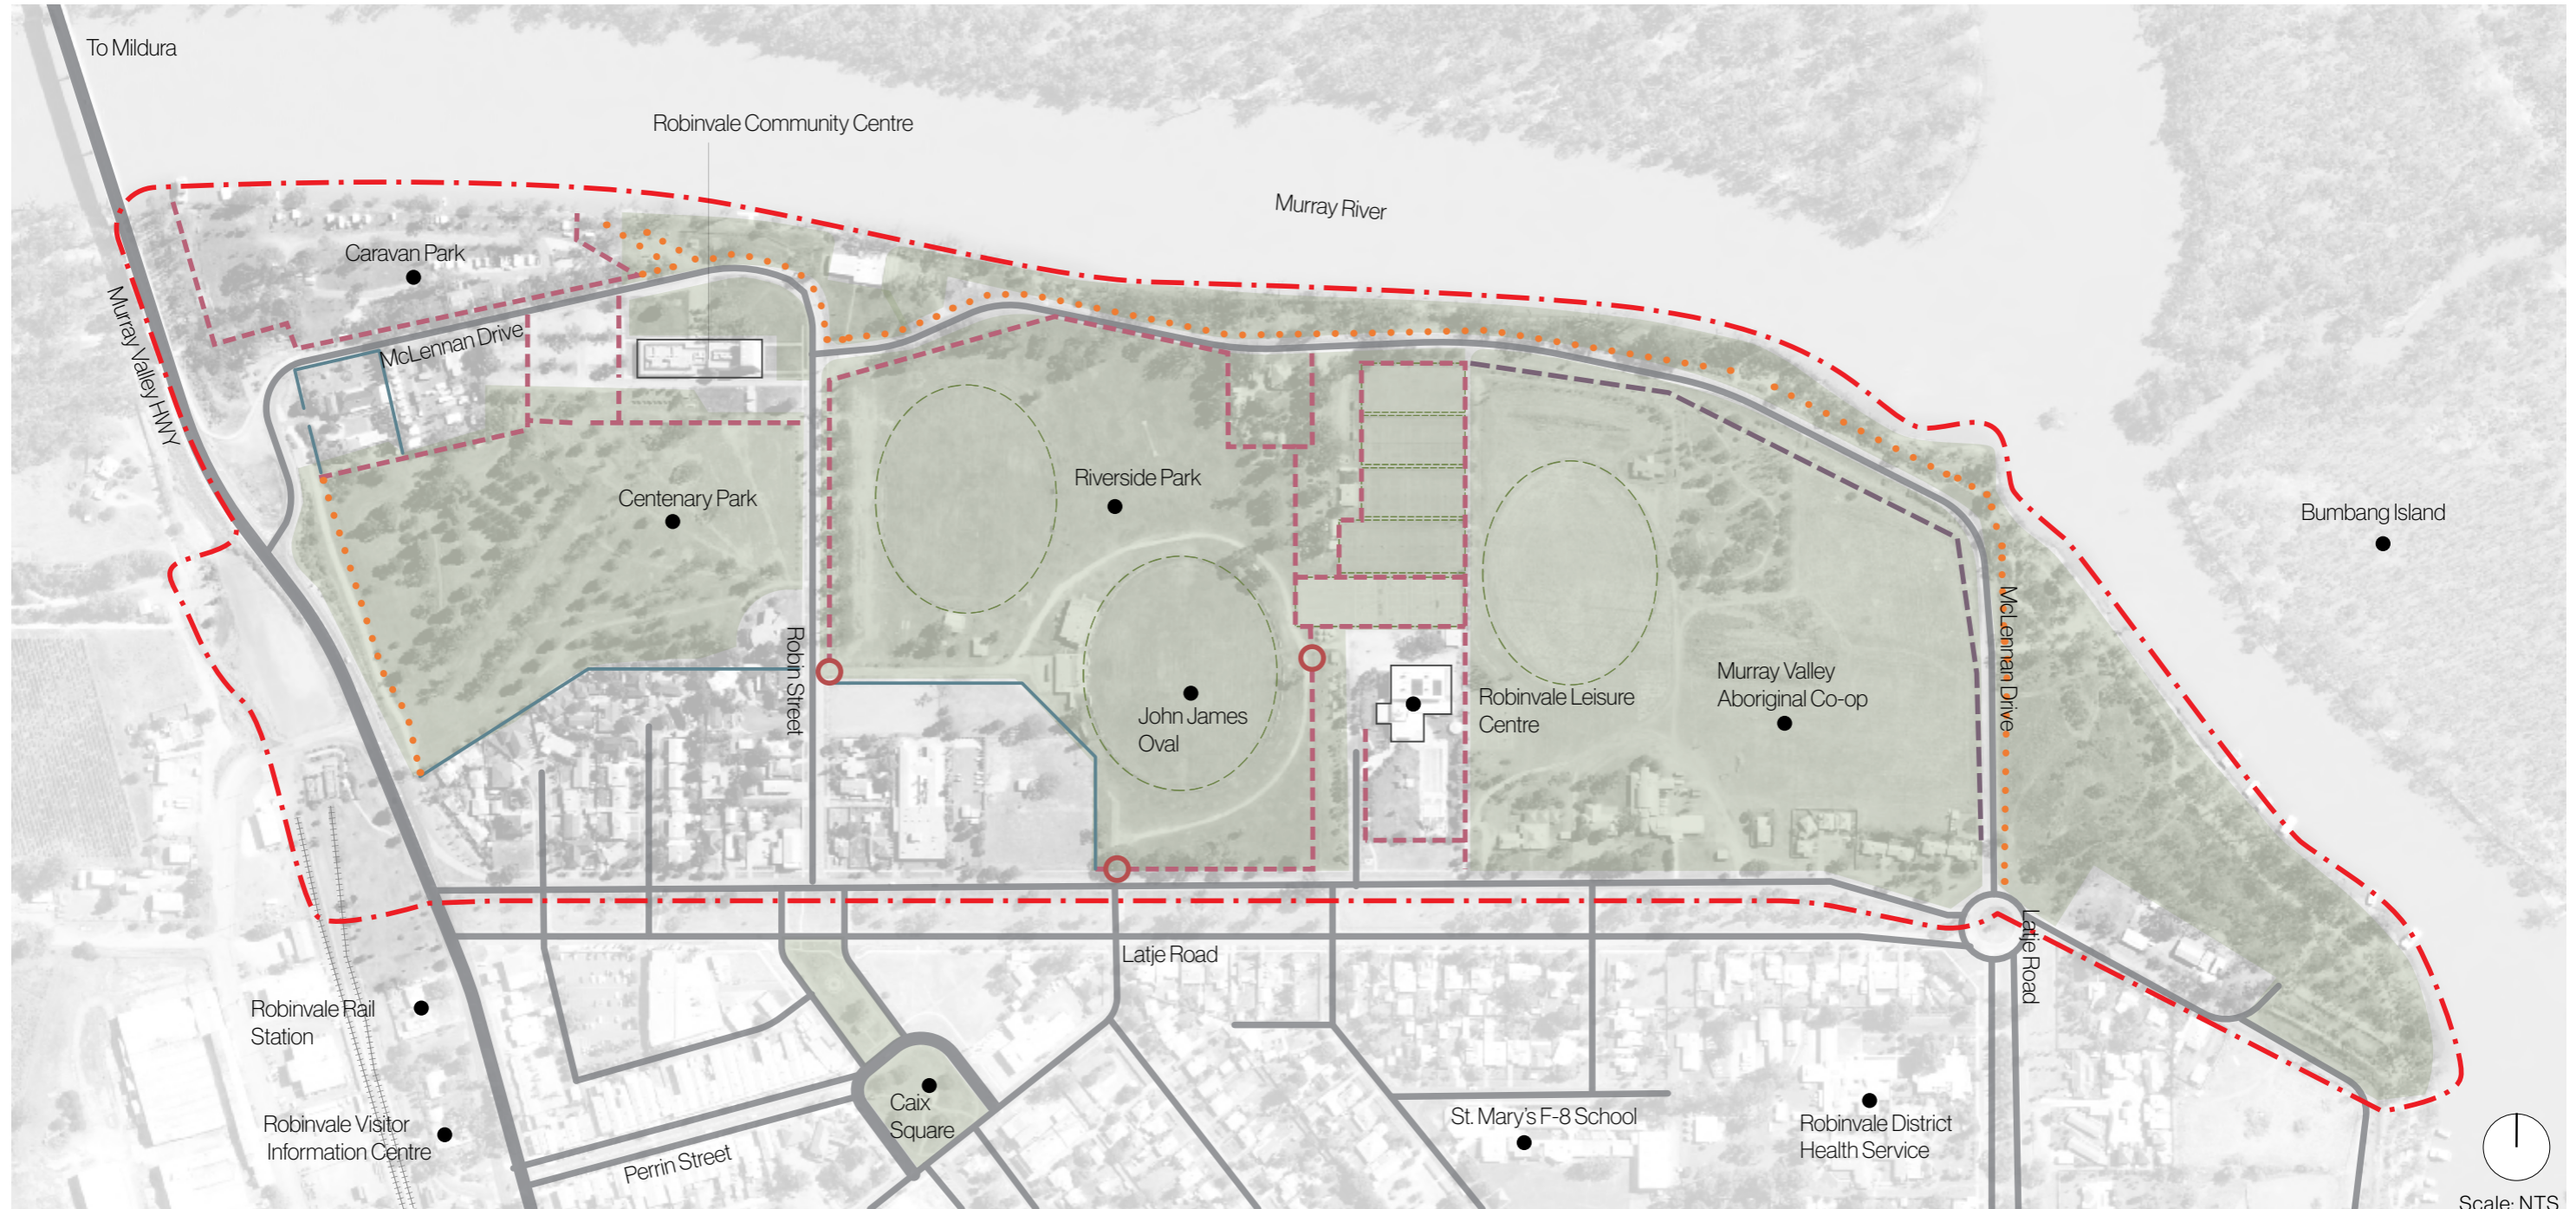 To Mildura
Robinvale Community Centre
Murray River
Caravan Park
Murray Valley HWY
McLennan Drive
Riverside Park
Centenary Park
Bumbang Island
Robin Street
McLennan Drive
Murray Valley
Aboriginal Co-op
Robinvale Leisure
Centre
John James
Oval
Latje Road
Latje Road
Robinvale Rail
Station
Caix
Square
Robinvale Visitor
Information Centre
Perrin Street
St. Mary's F-8 School
Robinvale District
Health Service
Scale: NTS